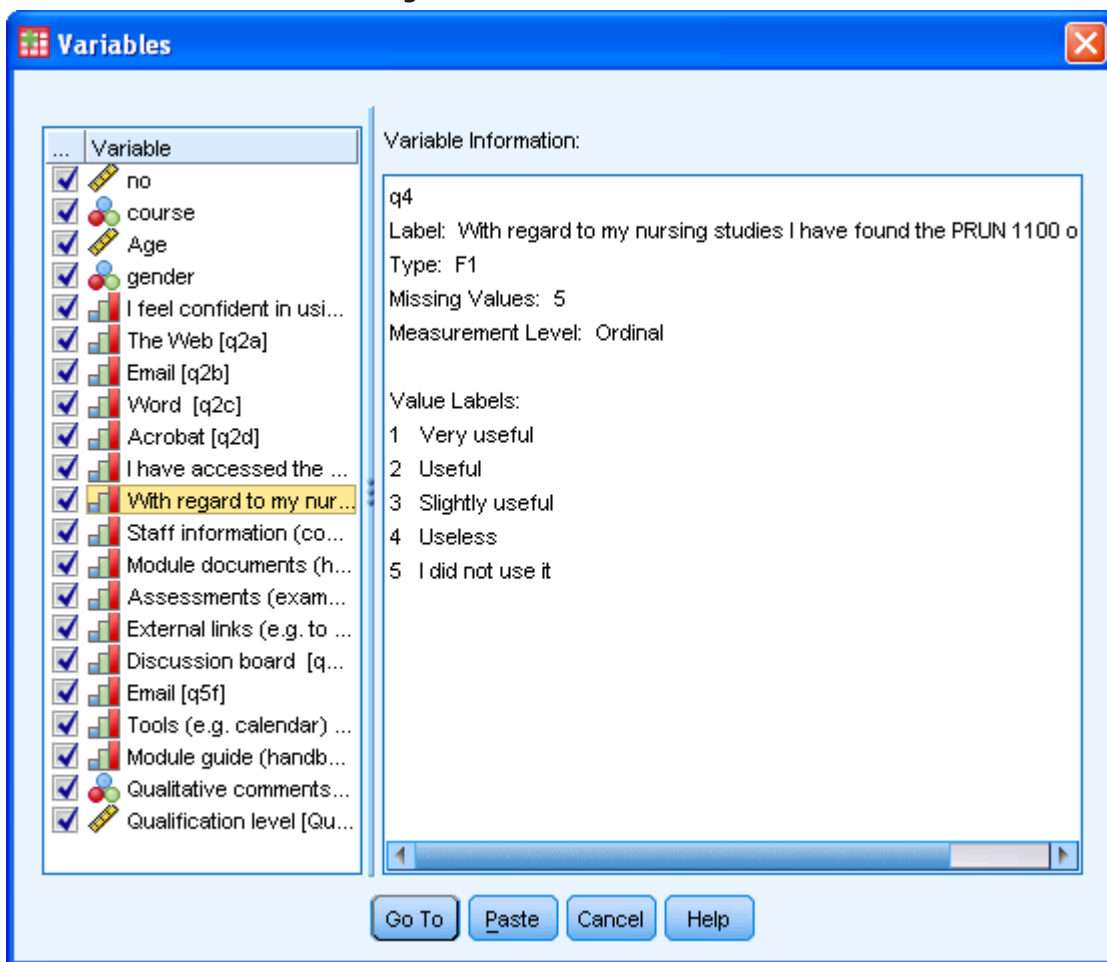 Variables
... Variable
no
course
Age
gender
I feel confident in usi...
The Web [q2a]
Email [q2b]
Word [q2c]
Acrobat [q2d]
I have accessed the ...
With regard to my nur...
Staff information (co...
Module documents (h...
Assessments (exam...
External links (e.g. to ...
Discussion board [q...
Email [q5f]
Tools (e.g. calendar) ...
Module guide (handb...
Qualitative comments...
Qualification level [Qu...
Variable Information:
q4
Label: With regard to my nursing studies I have found the PRUN 1100 o
Type: F1
Missing Values: 5
Measurement Level: Ordinal
Value Labels:
1 Very useful
2 Useful
3 Slightly useful
4 Useless
5 I did not use it
Go To Paste Cancel Help